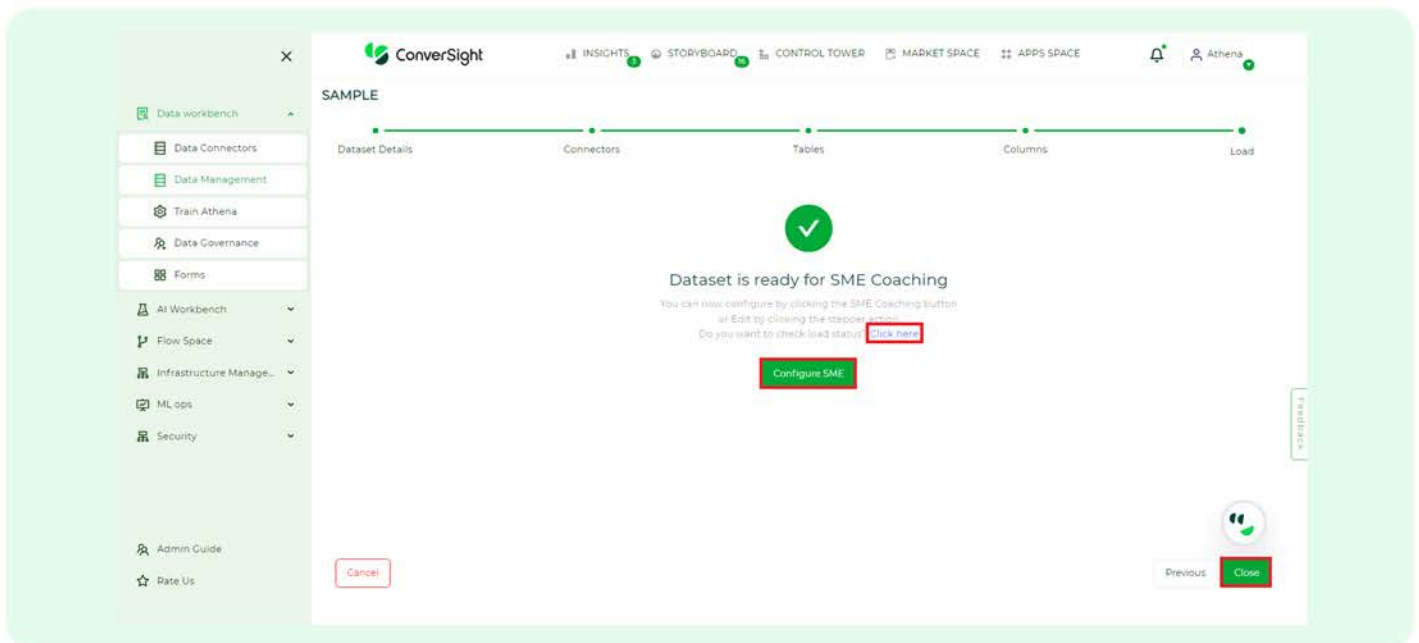 ConverSight
INSIGHTS 3
STORYBOARD 16
CONTROL TOWER
MARKET SPACE
APPS SPACE
Athena
Data workbench
Data Connectors
Data Management
Train Athena
Data Governance
Forms
AI Workbench
Flow Space
Infrastructure Manage...
ML ops
Security
Admin Guide
Rate Us
SAMPLE
Dataset Details
Connectors
Tables
Columns
Load
Dataset is ready for SME Coaching
You can now configure by clicking the SME Coaching button
or Edit by clicking the stepper action
Do you want to check load status? Click here
Configure SME
Feedback
Cancel
Previous
Close